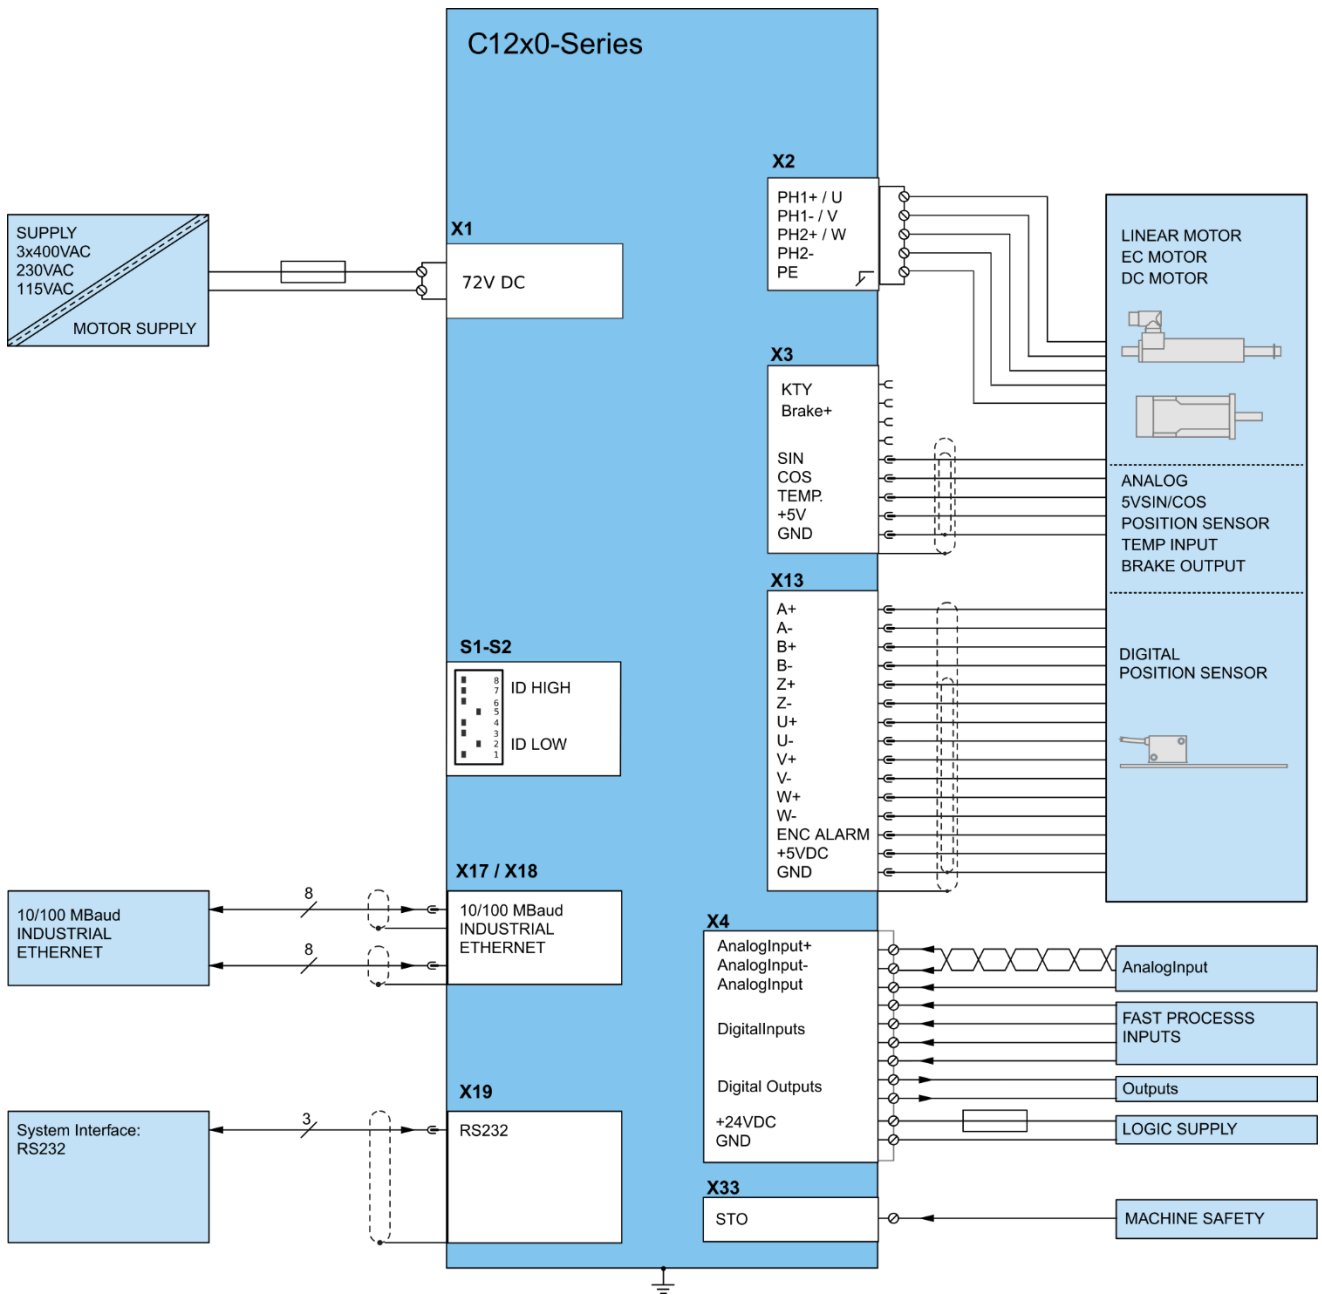 C12x0-Series
SUPPLY
3x400VAC
230VAC
115VAC
MOTOR SUPPLY
X1
72V DC
X2
PH1+ / U
PH1- / V
PH2+ / W
PH2-
PE
LINEAR MOTOR
EC MOTOR
DC MOTOR
X3
KTY
Brake+
SIN
COS
TEMP.
+5V
GND
ANALOG
5VSIN/COS
POSITION SENSOR
TEMP INPUT
BRAKE OUTPUT
X13
A+
A-
B+
B-
Z+
Z-
U+
U-
V+
V-
W+
W-
ENC ALARM
+5VDC
GND
DIGITAL
POSITION SENSOR
S1-S2
8
7
6
5
4
3
2
1
ID HIGH
ID LOW
X17 / X18
10/100 MBaud
INDUSTRIAL
ETHERNET
8
8
10/100 MBaud
INDUSTRIAL
ETHERNET
X4
AnalogInput+
AnalogInput-
AnalogInput
DigitalInputs
Digital Outputs
+24VDC
GND
AnalogInput
FAST PROCESSS
INPUTS
Outputs
LOGIC SUPPLY
X19
System Interface:
RS232
3
RS232
X33
STO
MACHINE SAFETY